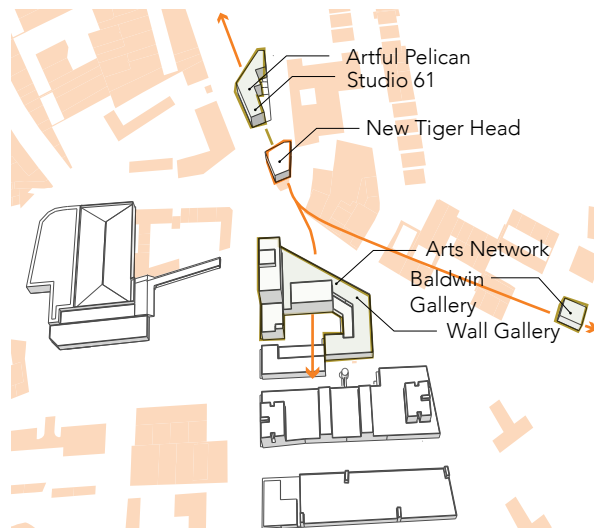 Artful Pelican
Studio 61
New Tiger Head
Arts Network
Baldwin
Gallery
Wall Gallery